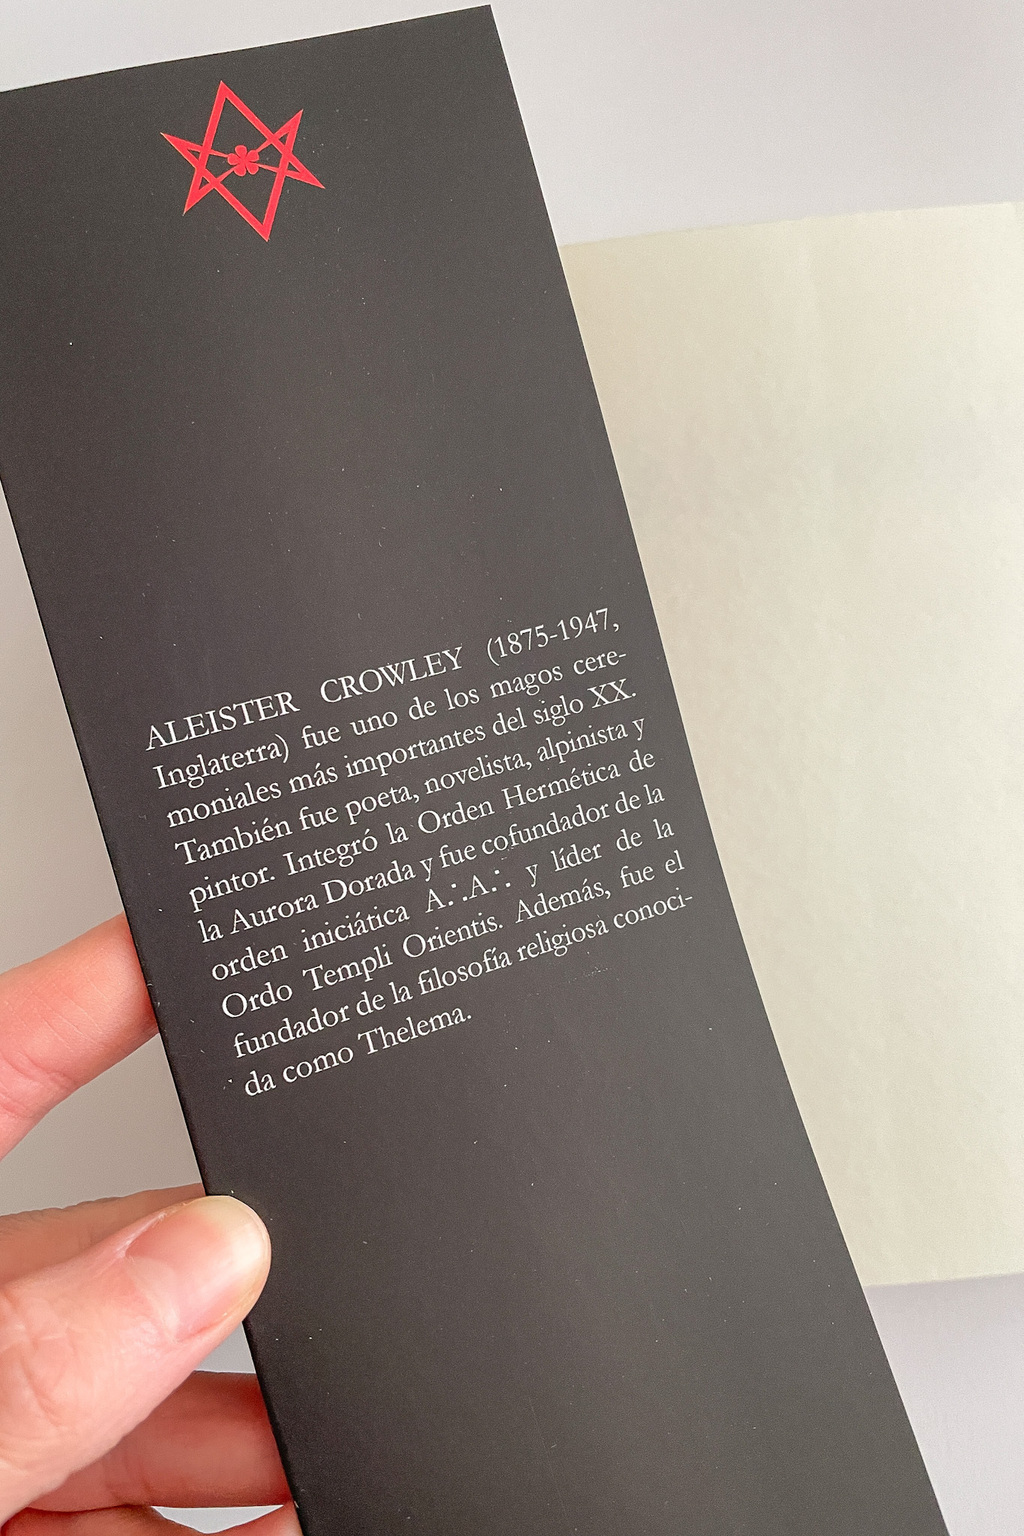 ALEISTER CROWLEY (1875-1947,
Inglaterra) fue uno de los magos cere-
moniales más importantes del siglo XX.
También fue poeta, novelista, alpinista y
pintor. Integró la Orden Hermética de
la Aurora Dorada y fue cofundador de la
orden iniciática A∴A∴ y líder de la
Ordo Templi Orientis. Además, fue el
fundador de la filosofía religiosa conoci-
da como Thelema.